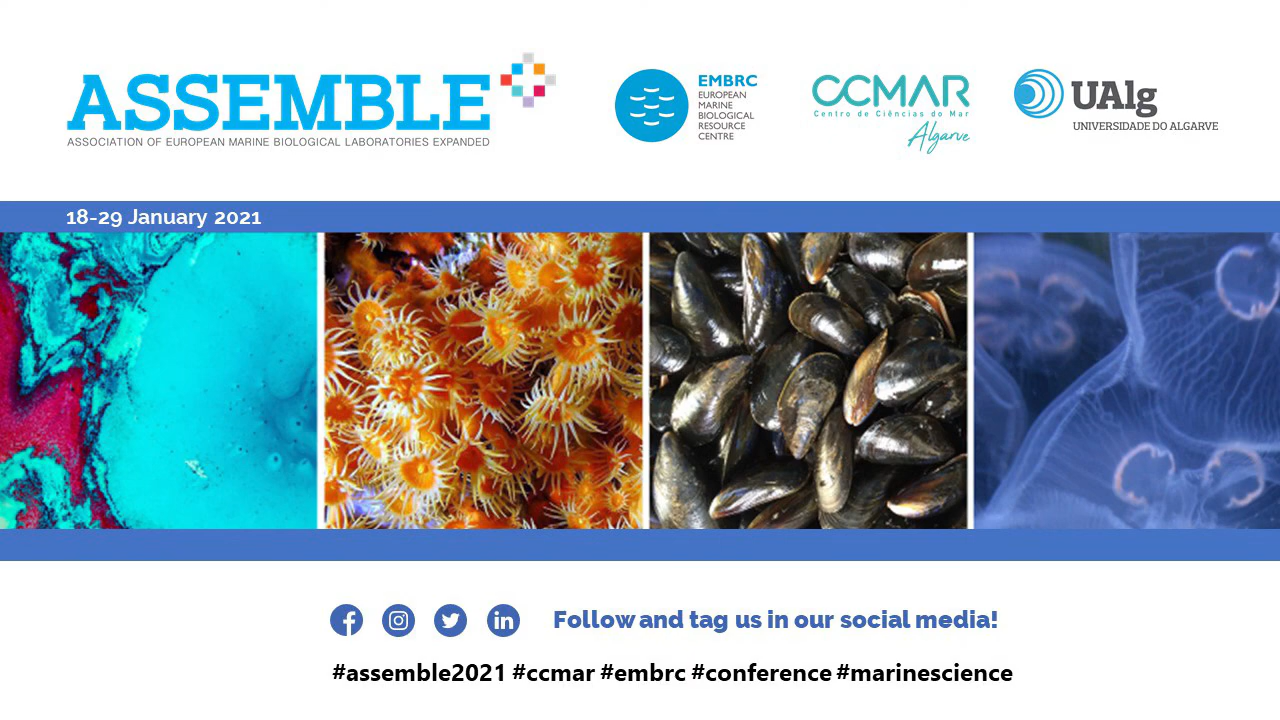 ASSEMBLE
ASSOCIATION OF EUROPEAN MARINE BIOLOGICAL LABORATORIES EXPANDED
EMBRC
EUROPEAN
MARINE
BIOLOGICAL
RESOURCE
CENTRE
CCMAR
Centro de Ciências do Mar
Algarve
UAlg
UNIVERSIDADE DO ALGARVE
18-29 January 2021
Follow and tag us in our social media!
#assemble2021 #ccmar #embrc #conference #marinescience